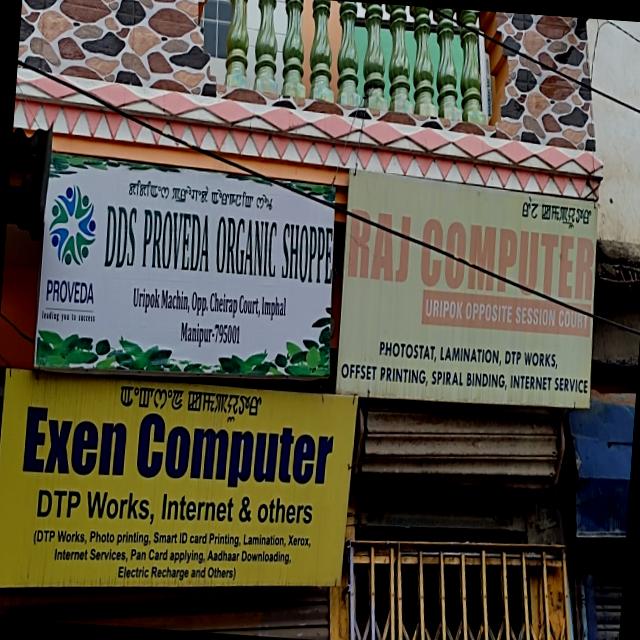 DDS PROVEDA ORGANIC SHOPPE
PROVEDA
leading you to success
Uripok Machin, Opp. Cheirap Court, Imphal
Manipur-795001
RAJ COMPUTER
URIPOK OPPOSITE SESSION COURT
PHOTOSTAT, LAMINATION, DTP WORKS,
OFFSET PRINTING, SPIRAL BINDING, INTERNET SERVICE
Exen Computer
DTP Works, Internet & others
(DTP Works, Photo printing, Smart ID card Printing, Lamination, Xerox,
Internet Services, Pan Card applying, Aadhaar Downloading,
Electric Recharge and Others)